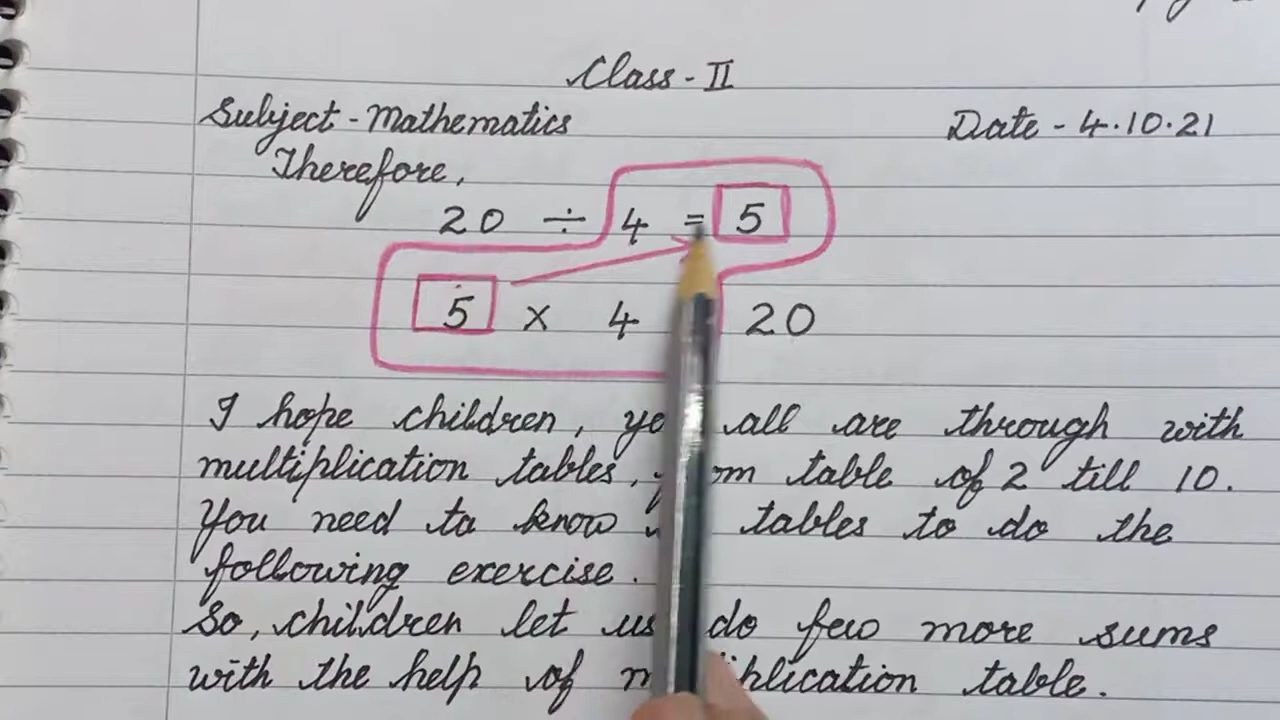 Class - II
Subject - Mathematics Date - 4.10.21
Therefore,
20 ÷ 4 = 5
5 x 4 20
I hope children, all are through with
multiplication tables, table of 2 till 10.
You need to know tables to do the
following exercise.
So, children let us do few more sums
with the help of table.